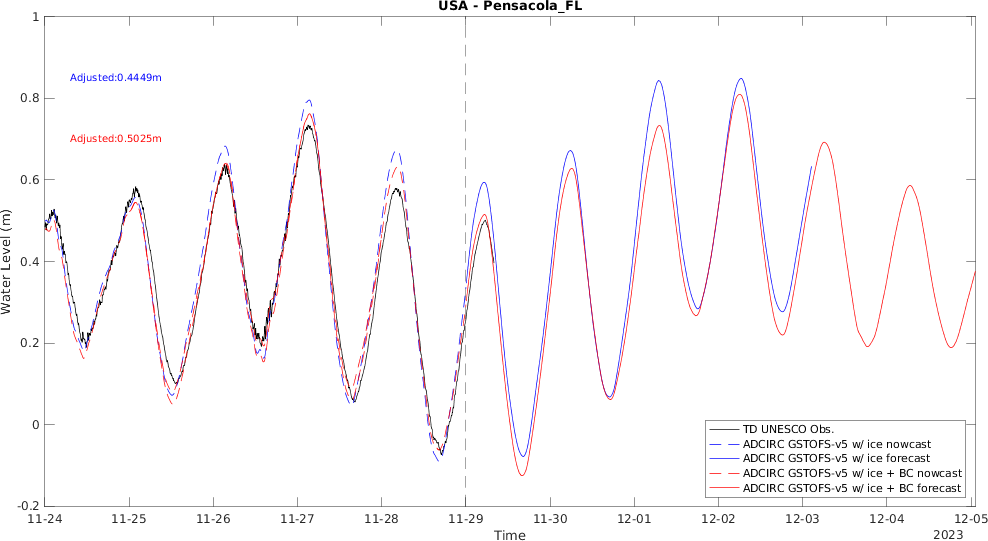 USA - Pensacola_FL
1
0.8
0.6
0.4
0.2
0
-0.2
Water Level (m)
Adjusted:0.4449m
Adjusted:0.5025m
TD UNESCO Obs.
ADCIRC GSTOFS-v5 w/ ice nowcast
ADCIRC GSTOFS-v5 w/ ice forecast
ADCIRC GSTOFS-v5 w/ ice + BC nowcast
ADCIRC GSTOFS-v5 w/ ice + BC forecast
11-24 11-25 11-26 11-27 11-28 11-29 11-30 12-01 12-02 12-03 12-04 12-05
Time
2023